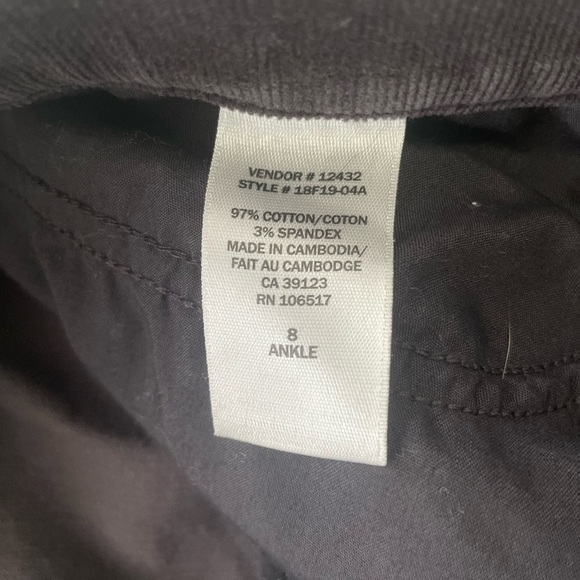 VENDOR # 12432
STYLE # 18F19-04A
97% COTTON/COTON
3% SPANDEX
MADE IN CAMBODIA/
FAIT AU CAMBODGE
CA 39123
RN 106517
8
ANKLE